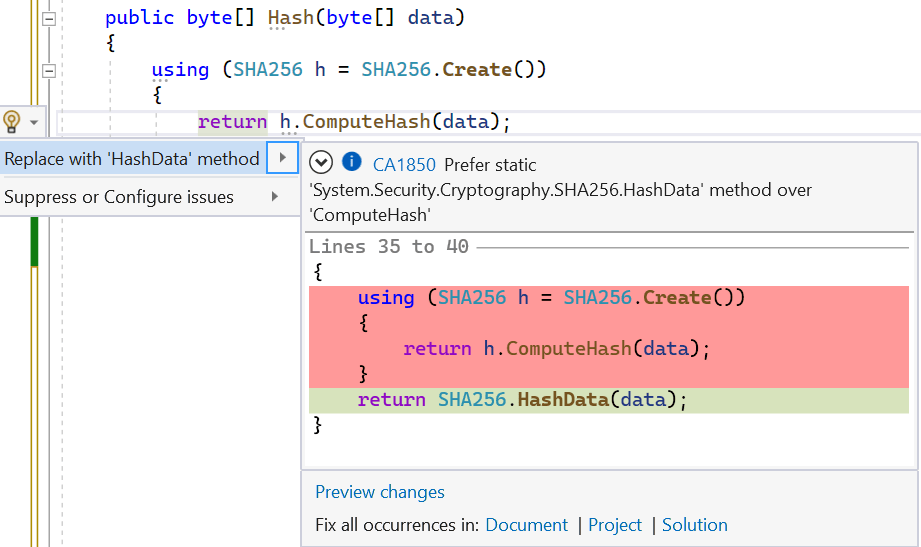 public byte[] Hash(byte[] data)
{
using (SHA256 h = SHA256.Create())
{
return h.ComputeHash(data);
Replace with 'HashData' method
Suppress or Configure issues
CA1850 Prefer static
'System.Security.Cryptography.SHA256.HashData' method over
'ComputeHash'
Lines 35 to 40
{
using (SHA256 h = SHA256.Create())
{
return h.ComputeHash(data);
}
return SHA256.HashData(data);
}
Preview changes
Fix all occurrences in: Document | Project | Solution